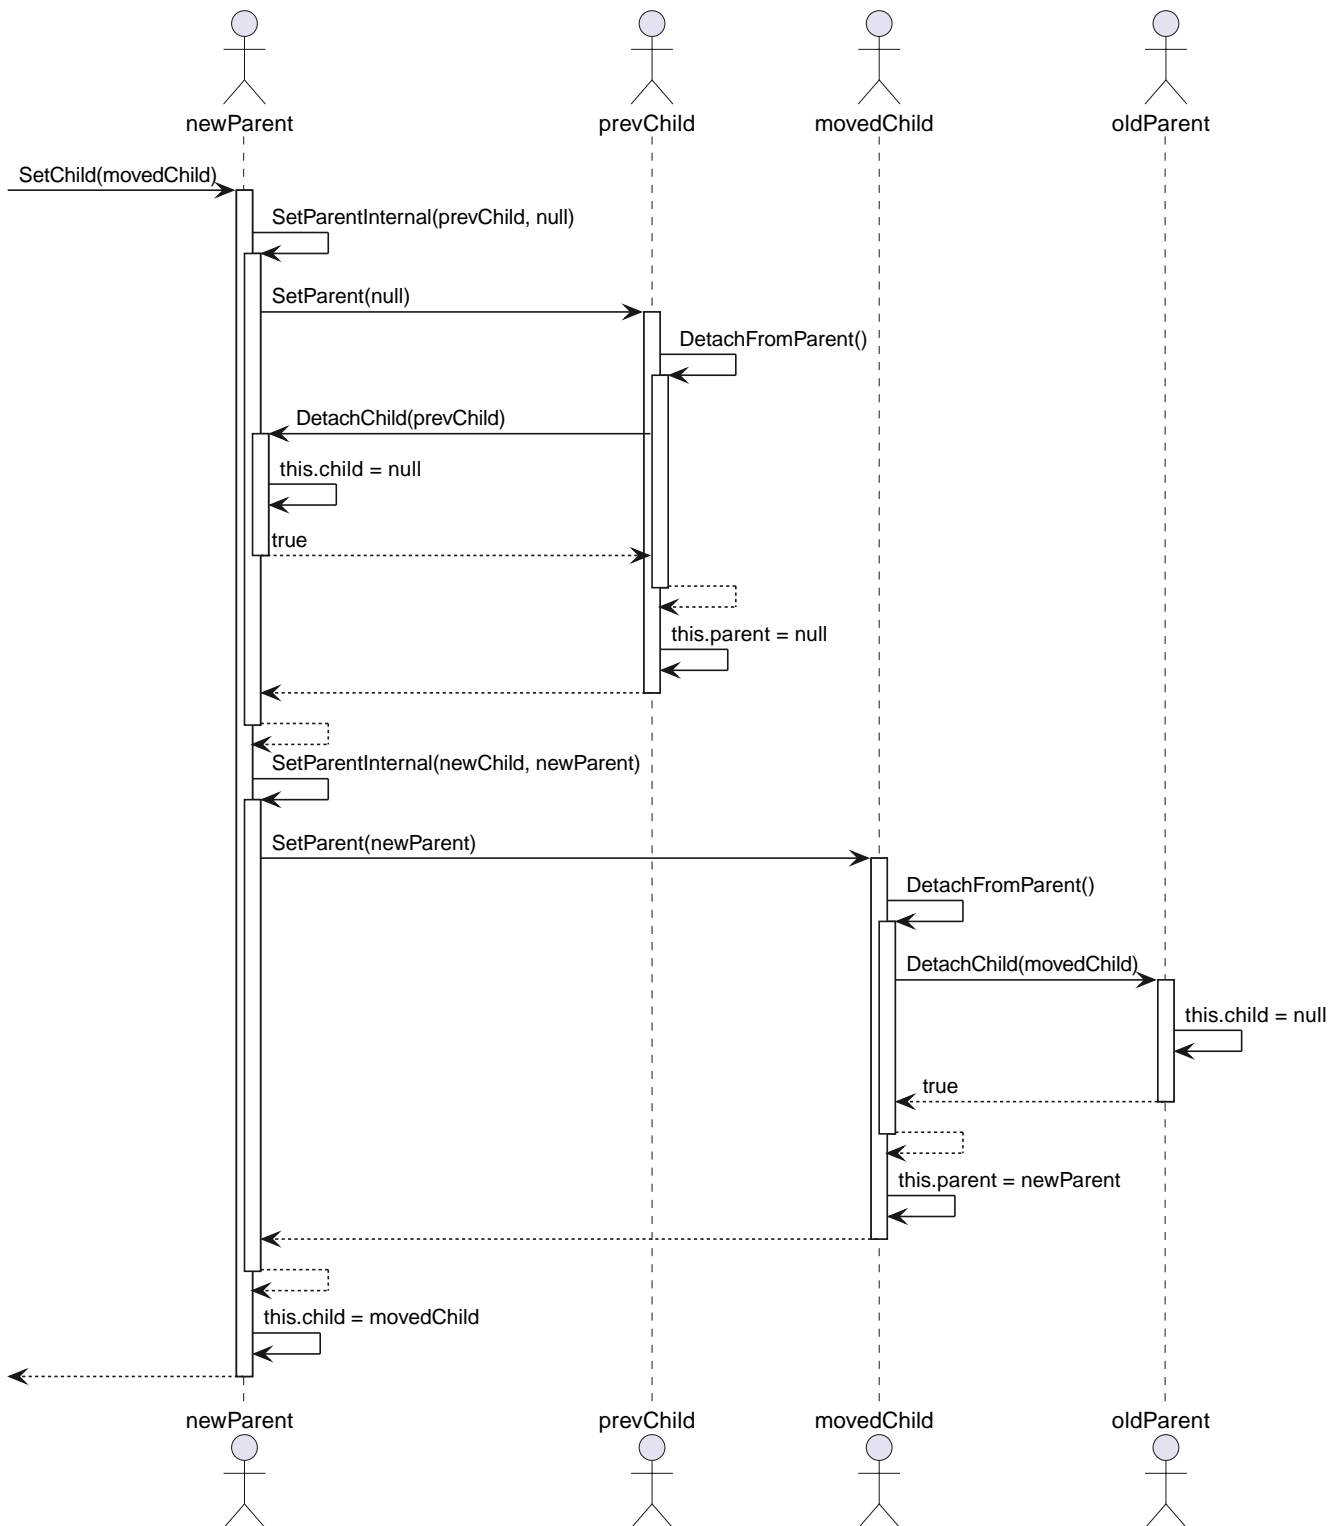 newParent
prevChild
movedChild
oldParent
SetChild(movedChild)
SetParentInternal(prevChild, null)
SetParent(null)
DetachFromParent()
DetachChild(prevChild)
this.child = null
true
this.parent = null
SetParentInternal(newChild, newParent)
SetParent(newParent)
DetachFromParent()
DetachChild(movedChild)
this.child = null
true
this.parent = newParent
this.child = movedChild
newParent
prevChild
movedChild
oldParent